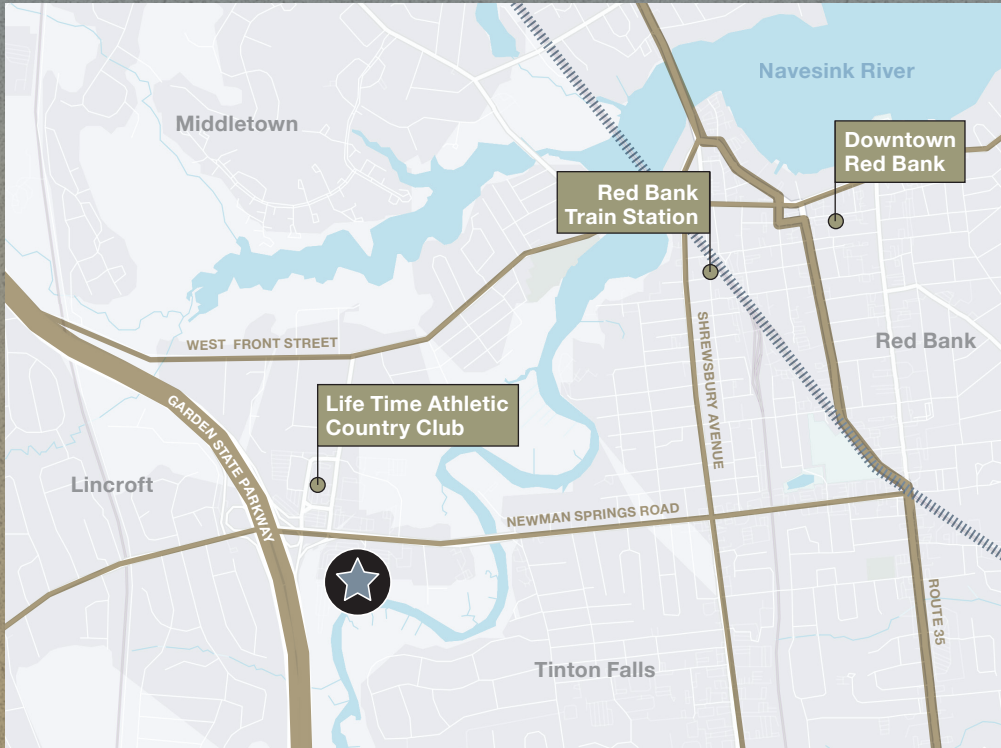 Navesink River
Middletown
Downtown
Red Bank
Red Bank
Train Station
WEST FRONT STREET
SHREWSBURY AVENUE
Red Bank
GARDEN STATE PARKWAY
Life Time Athletic
Country Club
Lincroft
NEWMAN SPRINGS ROAD
ROUTE 35
Tinton Falls